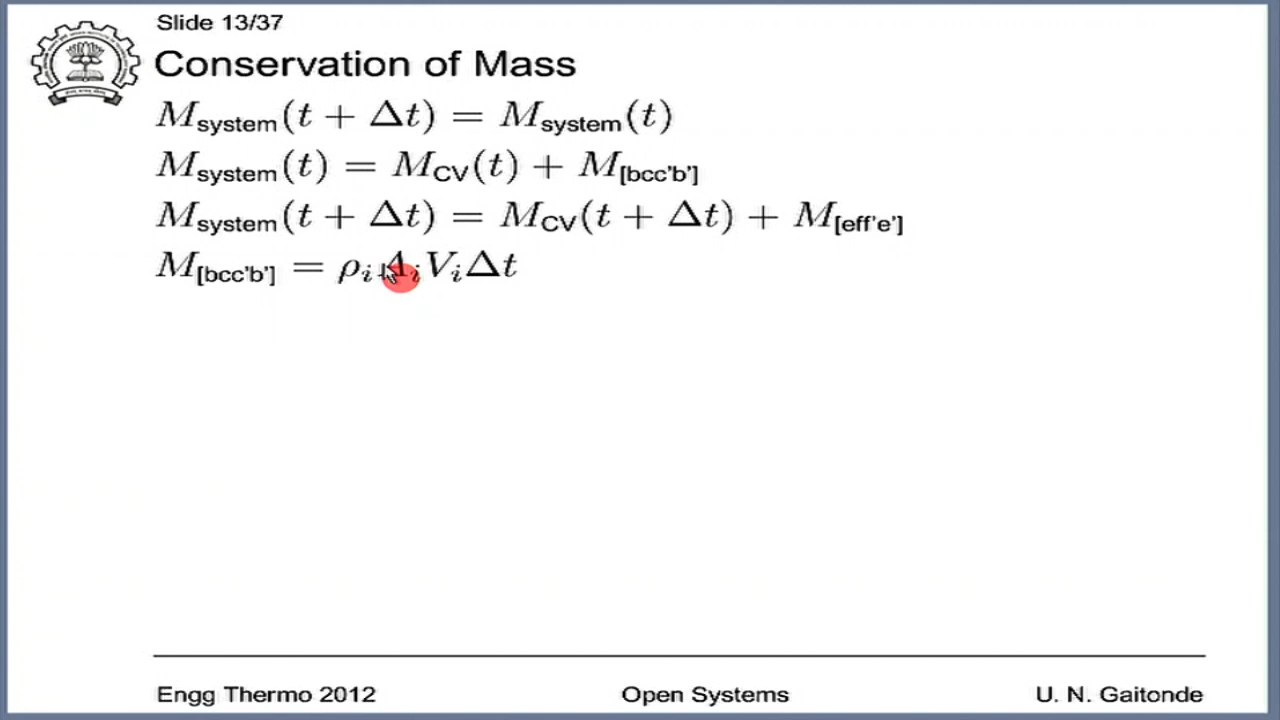 Slide 13/37
Conservation of Mass
M_system(t + Δt) = M_system(t)
M_system(t) = M_CV(t) + M_[bcc'b']
M_system(t + Δt) = M_CV(t + Δt) + M_[eff'e']
M_[bcc'b'] = ρ_i A_i V_i Δt
Engg Thermo 2012 Open Systems U. N. Gaitonde